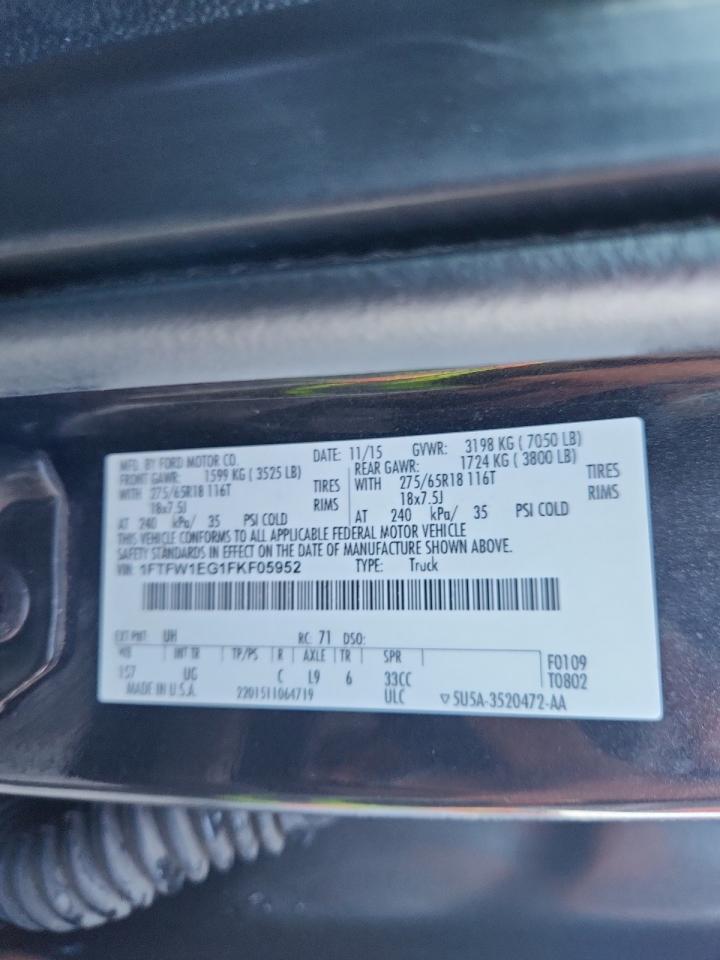 MFD. BY FORD MOTOR CO. DATE: 11/15 GVWR: 3198 KG ( 7050 LB)
FRONT GAWR: 1599 KG ( 3525 LB) REAR GAWR: 1724 KG ( 3800 LB)
WITH 275/65R18 116T TIRES WITH 275/65R18 116T TIRES
18x7.5J RIMS 18x7.5J RIMS
AT 240 kPa/ 35 PSI COLD AT 240 kPa/ 35 PSI COLD
THIS VEHICLE CONFORMS TO ALL APPLICABLE FEDERAL MOTOR VEHICLE
SAFETY STANDARDS IN EFFECT ON THE DATE OF MANUFACTURE SHOWN ABOVE.
VIN: 1FTFW1EG1FKF05952 TYPE: Truck
EXT PNT: UH RC: 71 DSO:
WB INT TR TP/PS R AXLE TR SPR F0109
157 UG C L9 6 33CC T0802
MADE IN U.S.A. 2201511064719 ULC ▽ 5U5A-3520472-AA